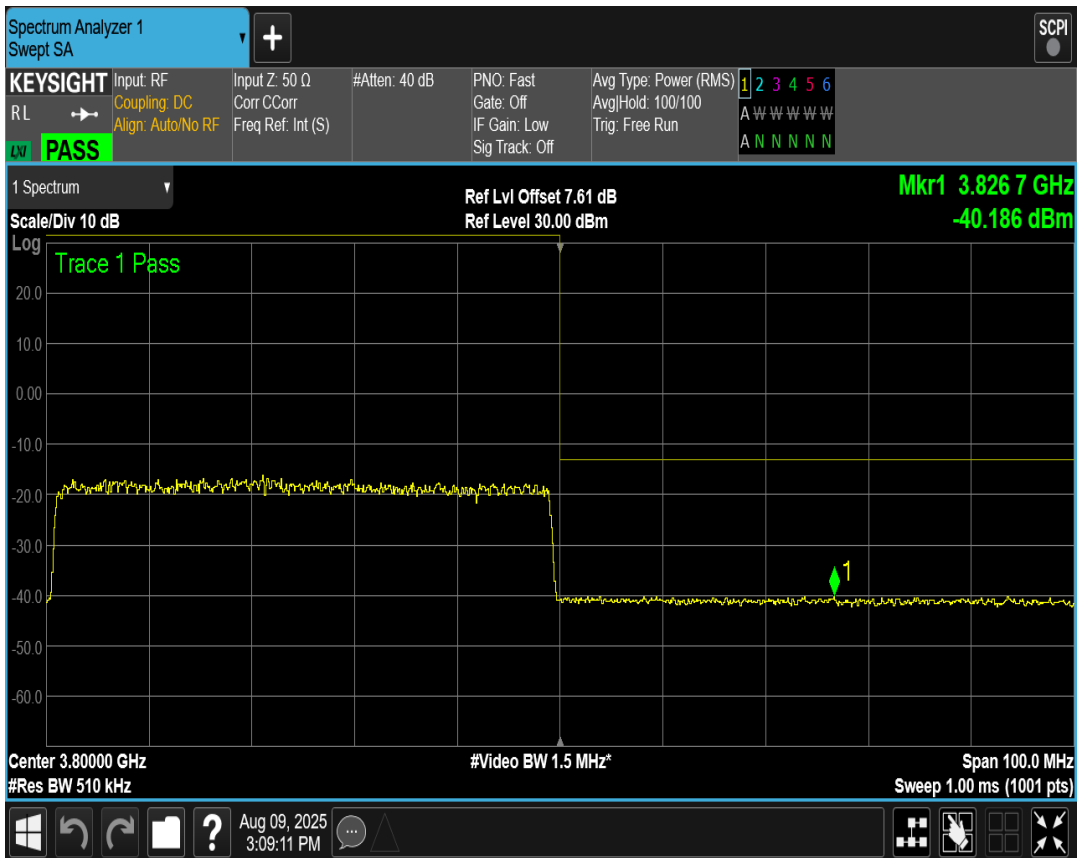 Spectrum Analyzer 1
Swept SA
+
SCPI
KEYSIGHT
RL
LXI PASS
Input: RF
Coupling: DC
Align: Auto/No RF
Input Z: 50 Ω
Corr CCorr
Freq Ref: Int (S)
#Atten: 40 dB
PNO: Fast
Gate: Off
IF Gain: Low
Sig Track: Off
Avg Type: Power (RMS)
Avg|Hold: 100/100
Trig: Free Run
1 2 3 4 5 6
A W W W W W
A N N N N N
1 Spectrum
Scale/Div 10 dB
Ref Lvl Offset 7.61 dB
Ref Level 30.00 dBm
Mkr1 3.826 7 GHz
-40.186 dBm
Log
Trace 1 Pass
20.0
10.0
0.00
-10.0
-20.0
-30.0
-40.0
-50.0
-60.0
1
Center 3.80000 GHz
#Res BW 510 kHz
#Video BW 1.5 MHz*
Span 100.0 MHz
Sweep 1.00 ms (1001 pts)
?
Aug 09, 2025
3:09:11 PM